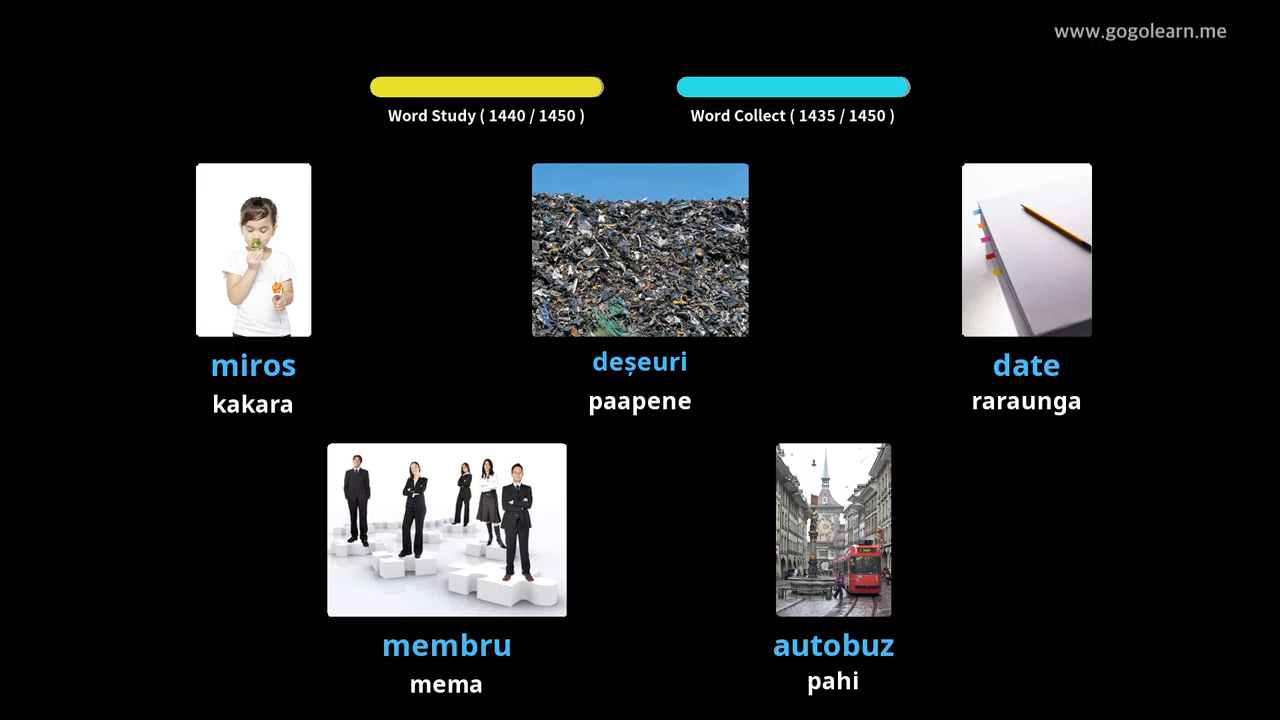 www.gogolearn.me
Word Study ( 1440 / 1450 )
Word Collect ( 1435 / 1450 )
miros
kakara
deșeuri
paapene
date
raraunga
membru
mema
autobuz
pahi